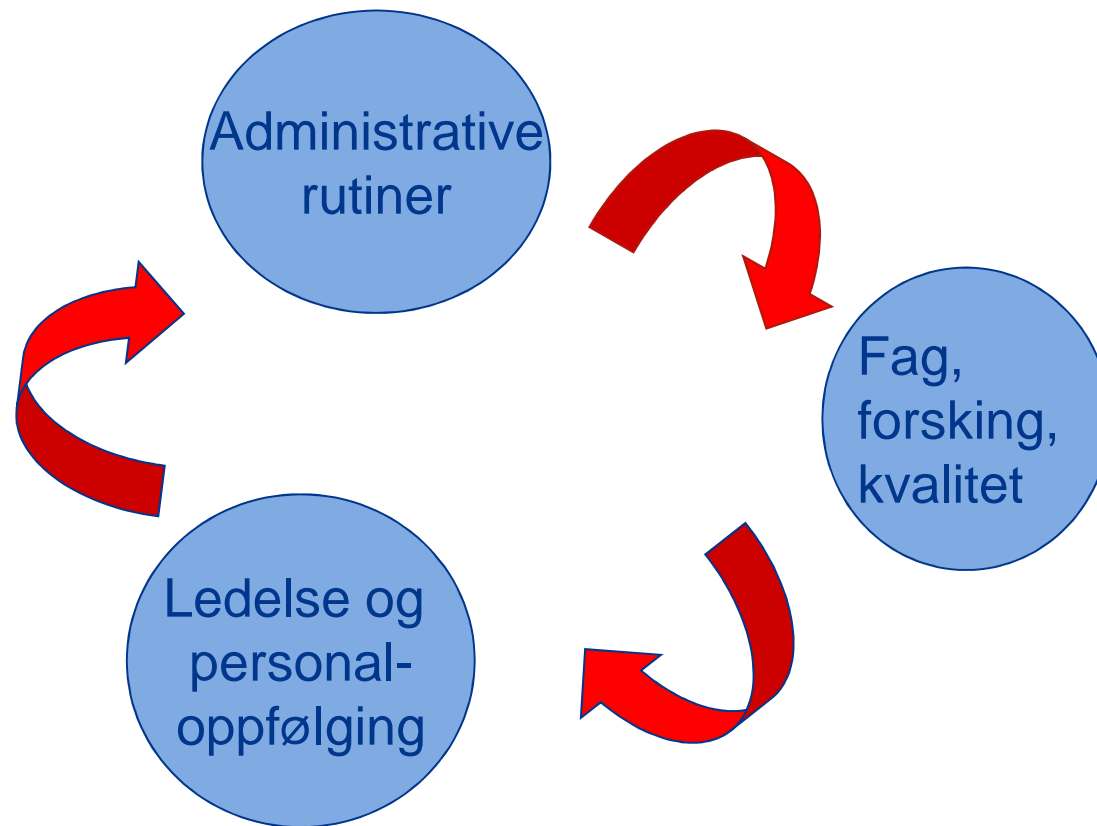 Administrative
rutiner
Fag,
forsking,
kvalitet
Ledelse og
personal-
oppfølging